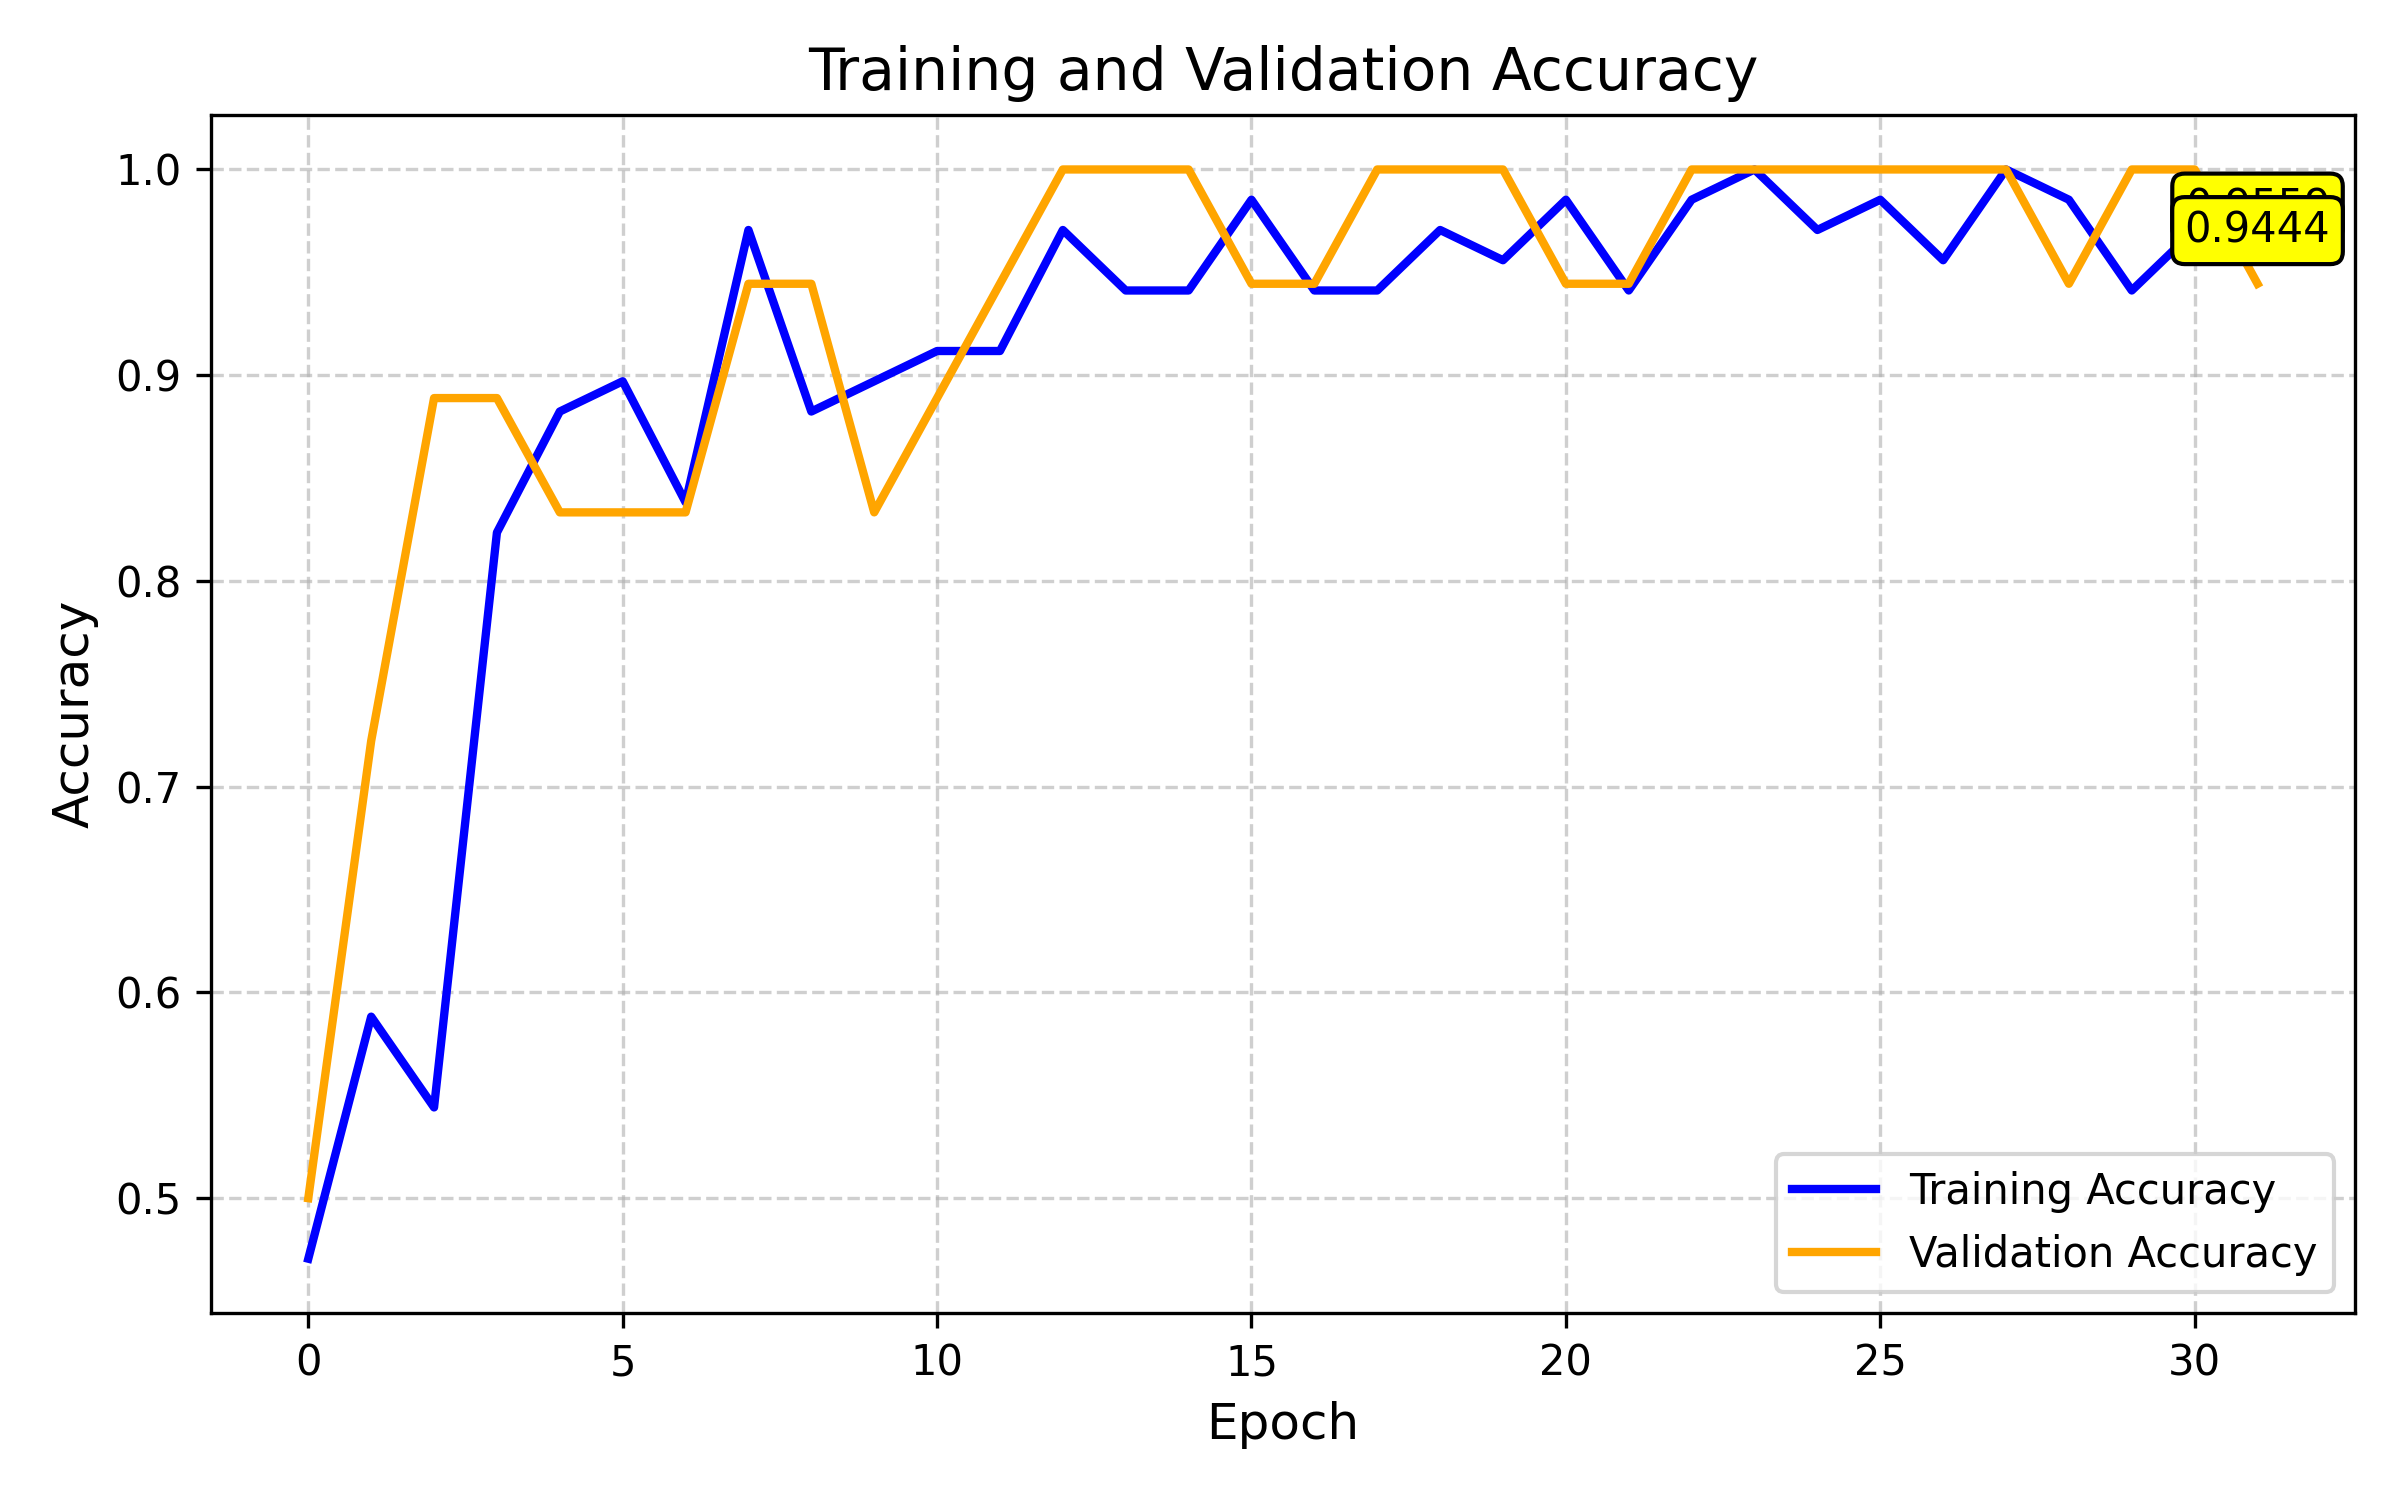 Training and Validation Accuracy
1.0
0.9
0.8
0.7
0.6
0.5
Accuracy
0.9444
Training Accuracy
Validation Accuracy
0 5 10 15 20 25 30
Epoch